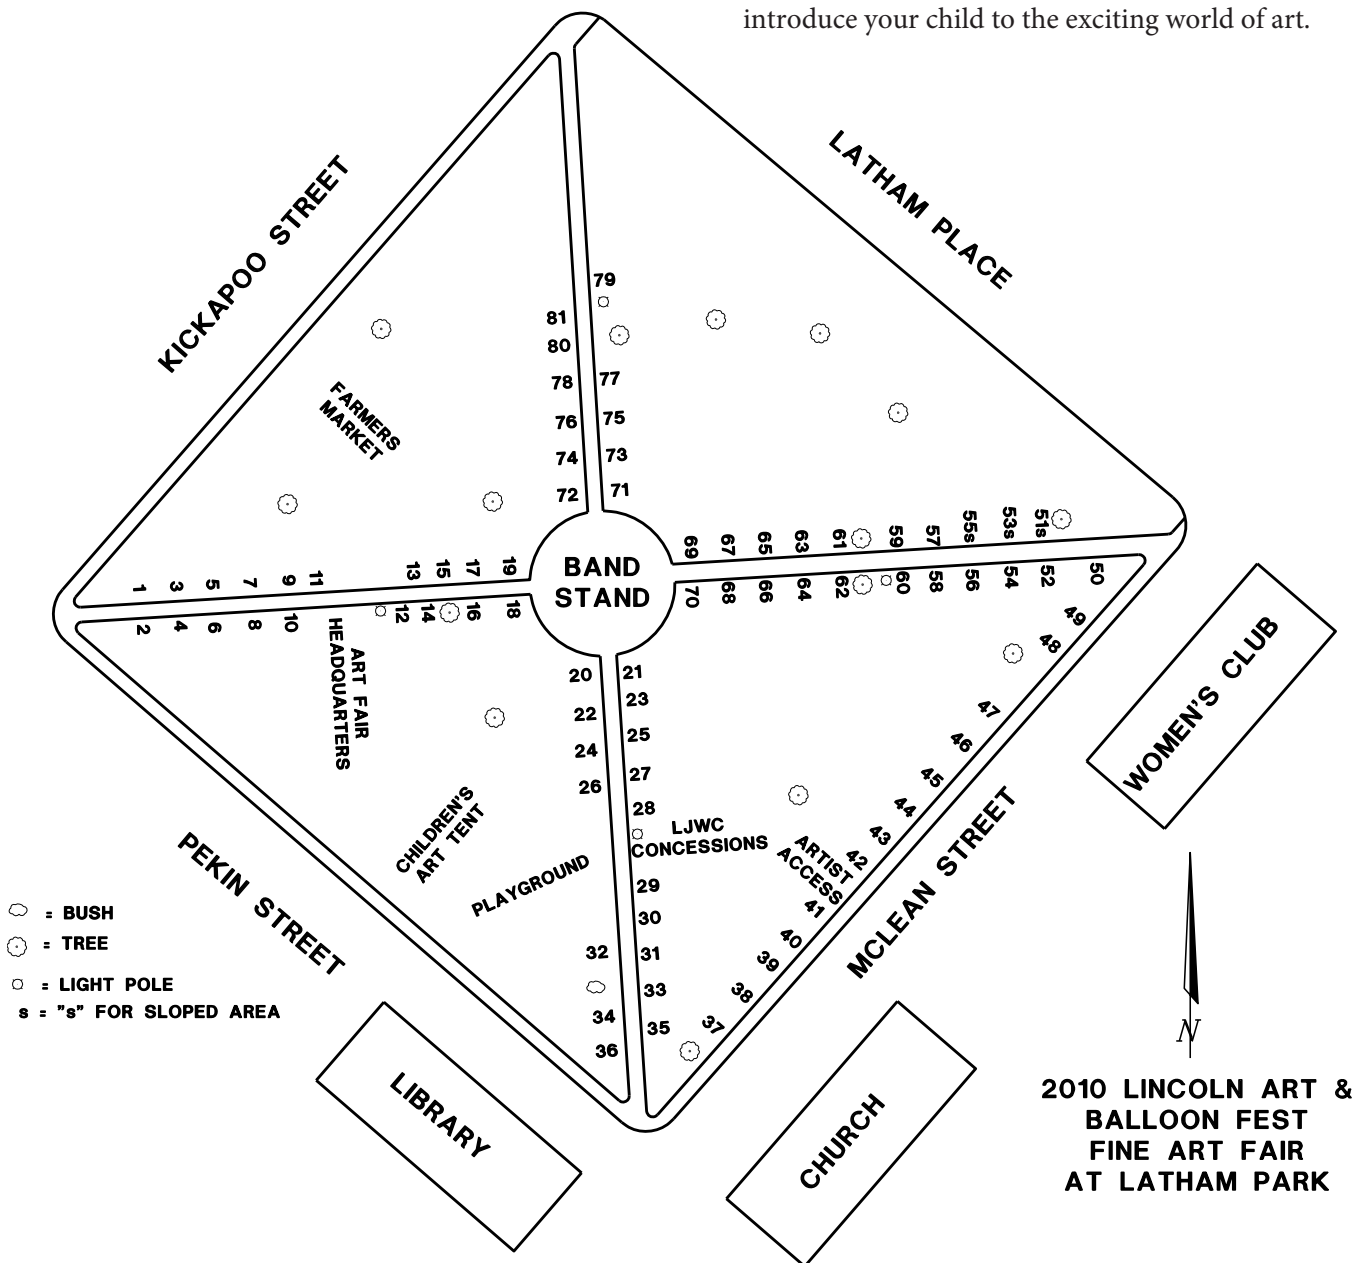 introduce your child to the exciting world of art.
KICKAPOO STREET
LATHAM PLACE
79
81
80
78
77
76
75
74
73
72
71
FARMERS
MARKET
BAND
STAND
1 3 5 7 9 11 13 15 17 19
2 4 6 8 10 12 14 16 18
69 67 65 63 61 59 57 55s 53s 51s
70 68 66 64 62 60 58 56 54 52 50
ART FAIR
HEADQUARTERS
20 21
23
22
25
24
27
26
28
LJWC
CONCESSIONS
CHILDREN'S
ART TENT
PLAYGROUND
29
30
32 31
33
34
35
36
49
48
47
46
45
44
43
42
ARTIST
ACCESS
41
40
39
38
37
PEKIN STREET
MCLEAN STREET
WOMEN'S CLUB
LIBRARY
CHURCH
= BUSH
= TREE
= LIGHT POLE
s = "s" FOR SLOPED AREA
N
2010 LINCOLN ART &
BALLOON FEST
FINE ART FAIR
AT LATHAM PARK